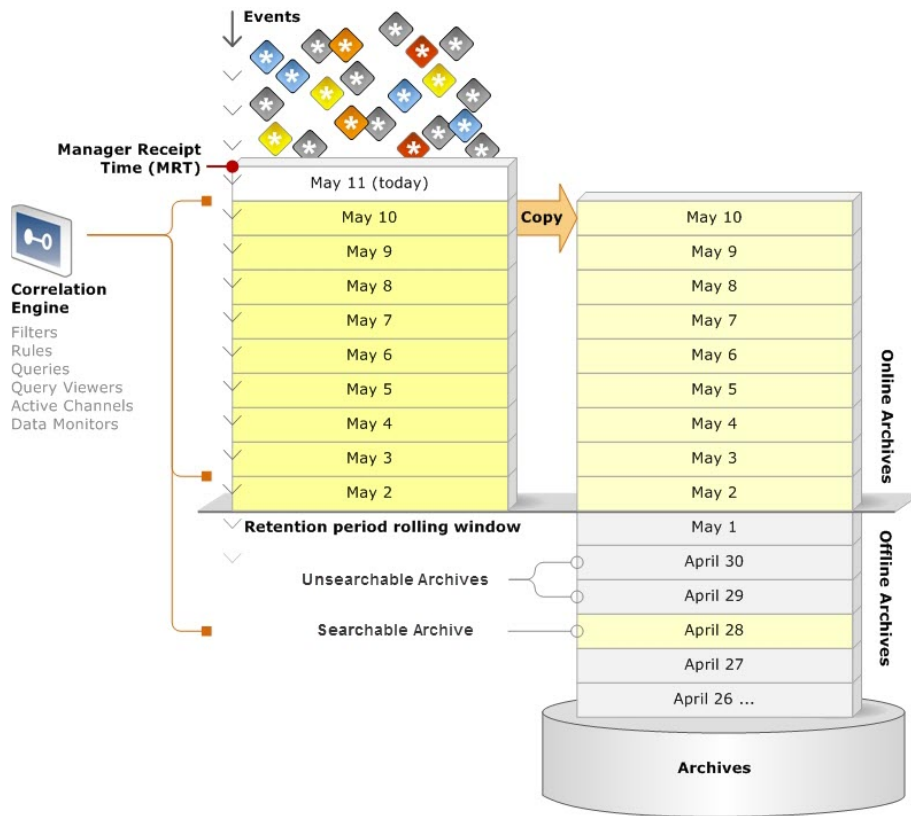 Events
Manager Receipt
Time (MRT)
May 11 (today)
May 10
May 9
May 8
May 7
May 6
May 5
May 4
May 3
May 2
Copy
May 10
May 9
May 8
May 7
May 6
May 5
May 4
May 3
May 2
May 1
April 30
April 29
April 28
April 27
April 26 ...
Correlation
Engine
Filters
Rules
Queries
Query Viewers
Active Channels
Data Monitors
Online Archives
Offline Archives
Retention period rolling window
Unsearchable Archives
Searchable Archive
Archives